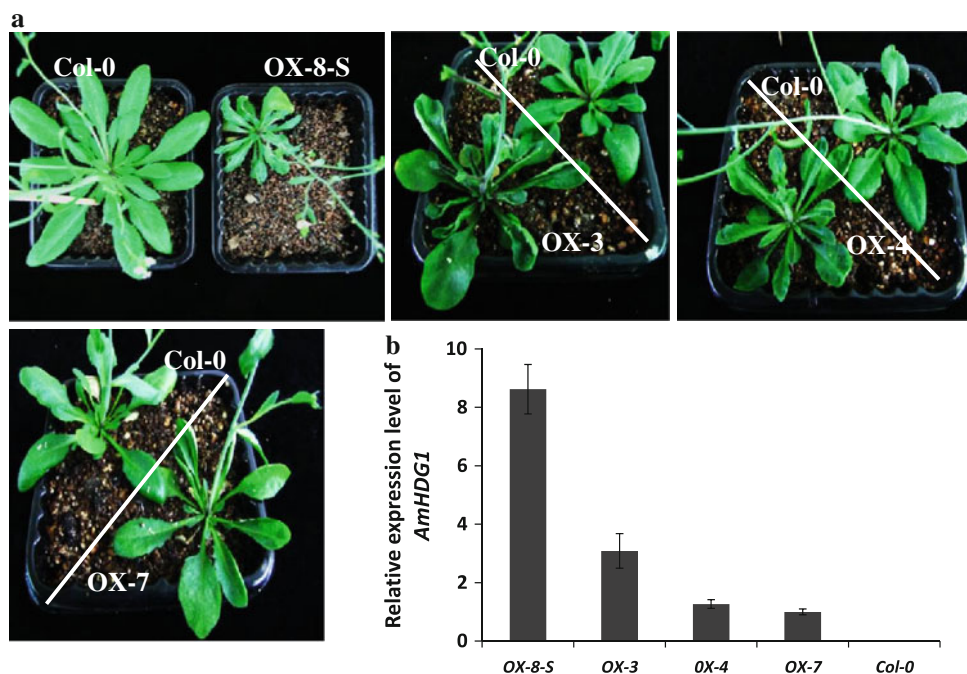 a
Col-0
OX-8-S
Col-0
OX-3
Col-0
OX-4
Col-0
OX-7
b
Relative expression level of
AmHDG1
10
8
6
4
2
0
OX-8-S
OX-3
0X-4
OX-7
Col-0